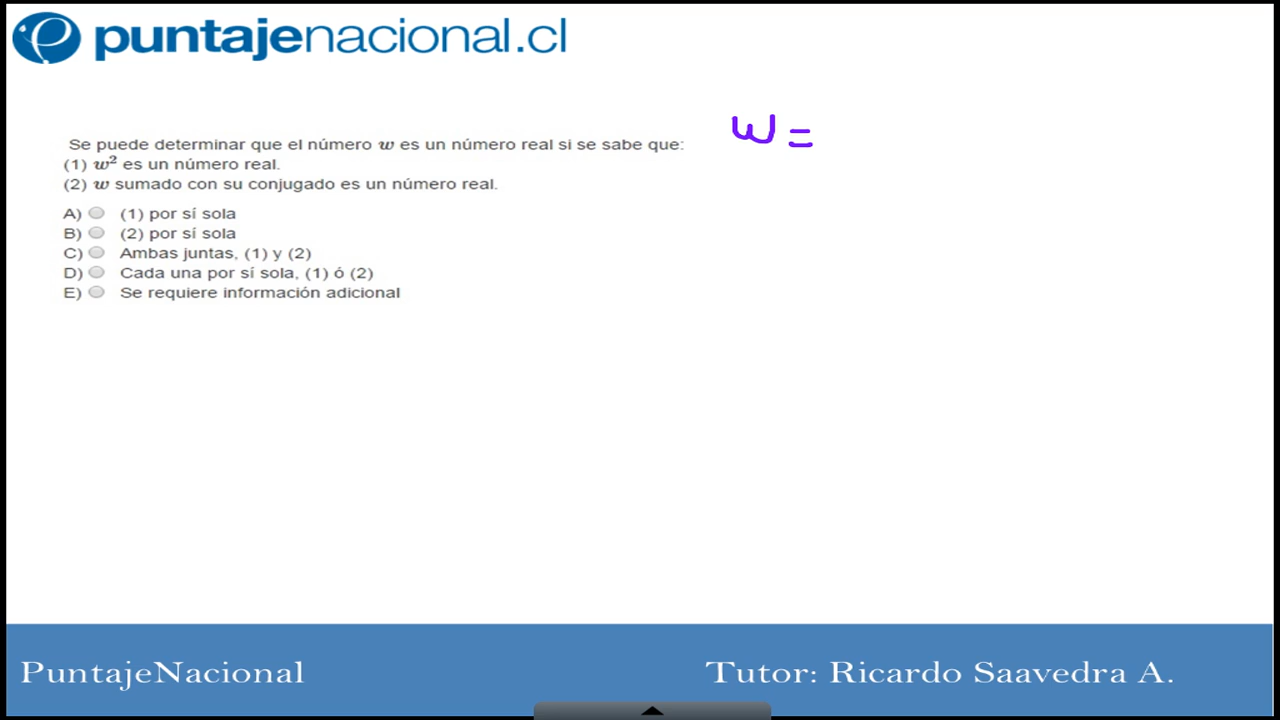 puntajenacional.cl
w =
Se puede determinar que el número w es un número real si se sabe que:
(1) w² es un número real.
(2) w sumado con su conjugado es un número real.
A) (1) por sí sola
B) (2) por sí sola
C) Ambas juntas, (1) y (2)
D) Cada una por sí sola, (1) ó (2)
E) Se requiere información adicional
PuntajeNacional
Tutor: Ricardo Saavedra A.